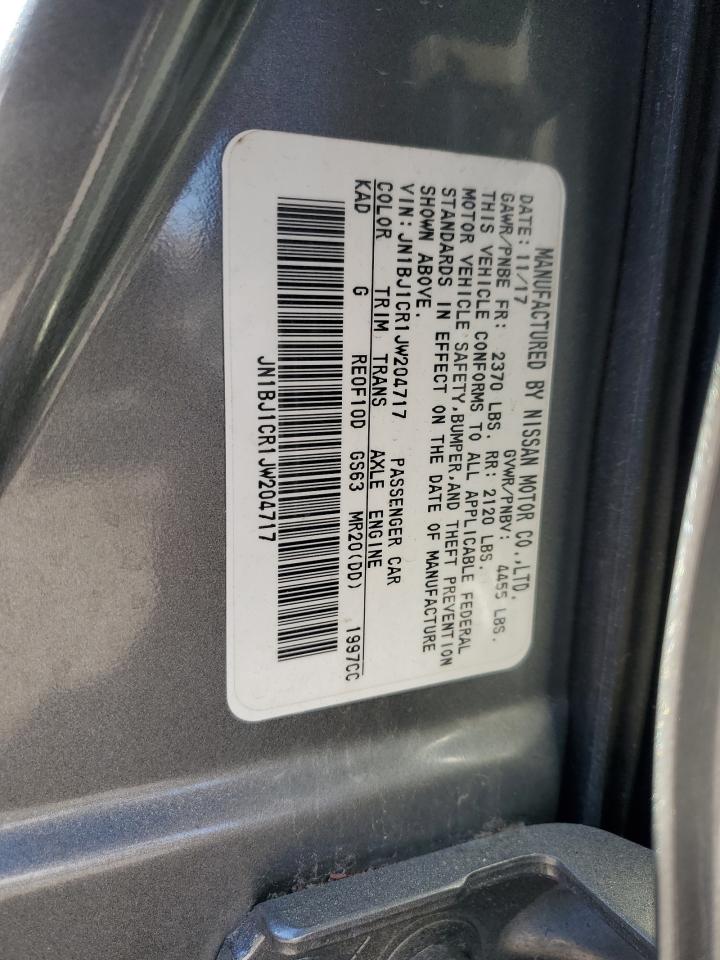 MANUFACTURED BY NISSAN MOTOR CO.,LTD.
DATE: 11/17 GVWR/PNBV: 4455 LBS.
GAWR/PNBE FR: 2370 LBS. RR: 2120 LBS.
THIS VEHICLE CONFORMS TO ALL APPLICABLE FEDERAL
MOTOR VEHICLE SAFETY,BUMPER,AND THEFT PREVENTION
STANDARDS IN EFFECT ON THE DATE OF MANUFACTURE
SHOWN ABOVE.
VIN: JN1BJ1CR1JW204717 PASSENGER CAR
COLOR TRIM TRANS AXLE ENGINE
KAD G RE0F10D GS63 MR20(DD) 1997CC
JN1BJ1CR1JW204717